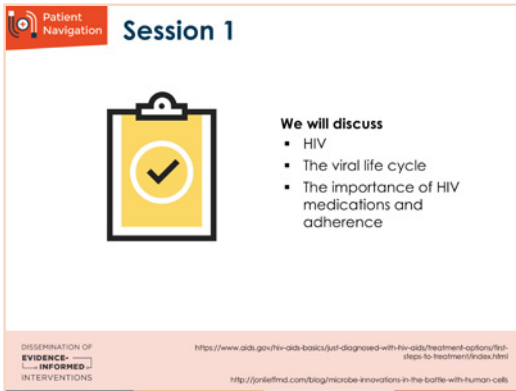 Patient
Navigation
Session 1
We will discuss
▪ HIV
▪ The viral life cycle
▪ The importance of HIV
medications and
adherence
DISSEMINATION OF
EVIDENCE-
INFORMED
INTERVENTIONS
https://www.aids.gov/hiv-aids-basics/just-diagnosed-with-hiv-aids/treatment-options/first-
steps-to-treatment/index.html
http://jonlieffmd.com/blog/microbe-innovations-in-the-battle-with-human-cells